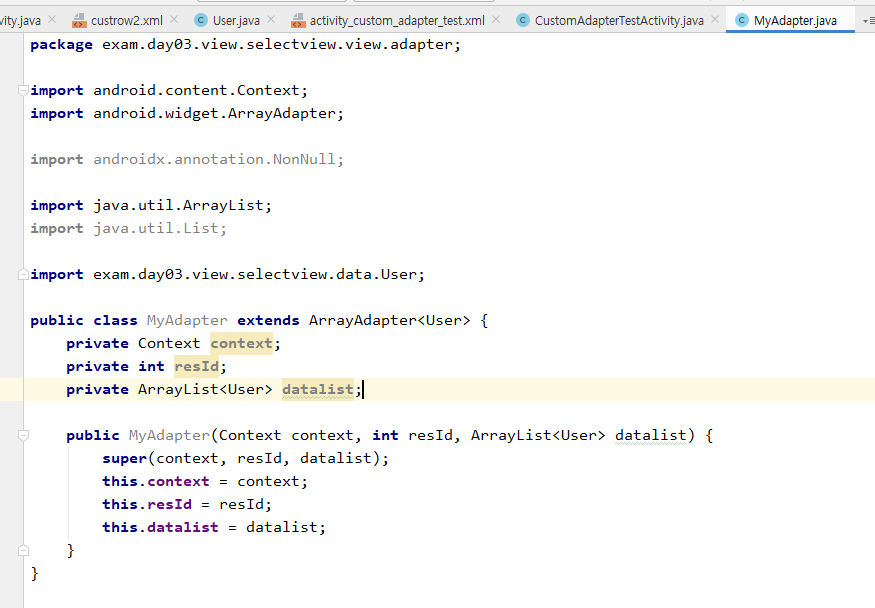 vity.java custrow2.xml User.java activity_custom_adapter_test.xml CustomAdapterTestActivity.java MyAdapter.java
package exam.day03.view.selectview.view.adapter;
import android.content.Context;
import android.widget.ArrayAdapter;
import androidx.annotation.NonNull;
import java.util.ArrayList;
import java.util.List;
import exam.day03.view.selectview.data.User;
public class MyAdapter extends ArrayAdapter<User> {
private Context context;
private int resId;
private ArrayList<User> datalist;
public MyAdapter(Context context, int resId, ArrayList<User> datalist) {
super(context, resId, datalist);
this.context = context;
this.resId = resId;
this.datalist = datalist;
}
}